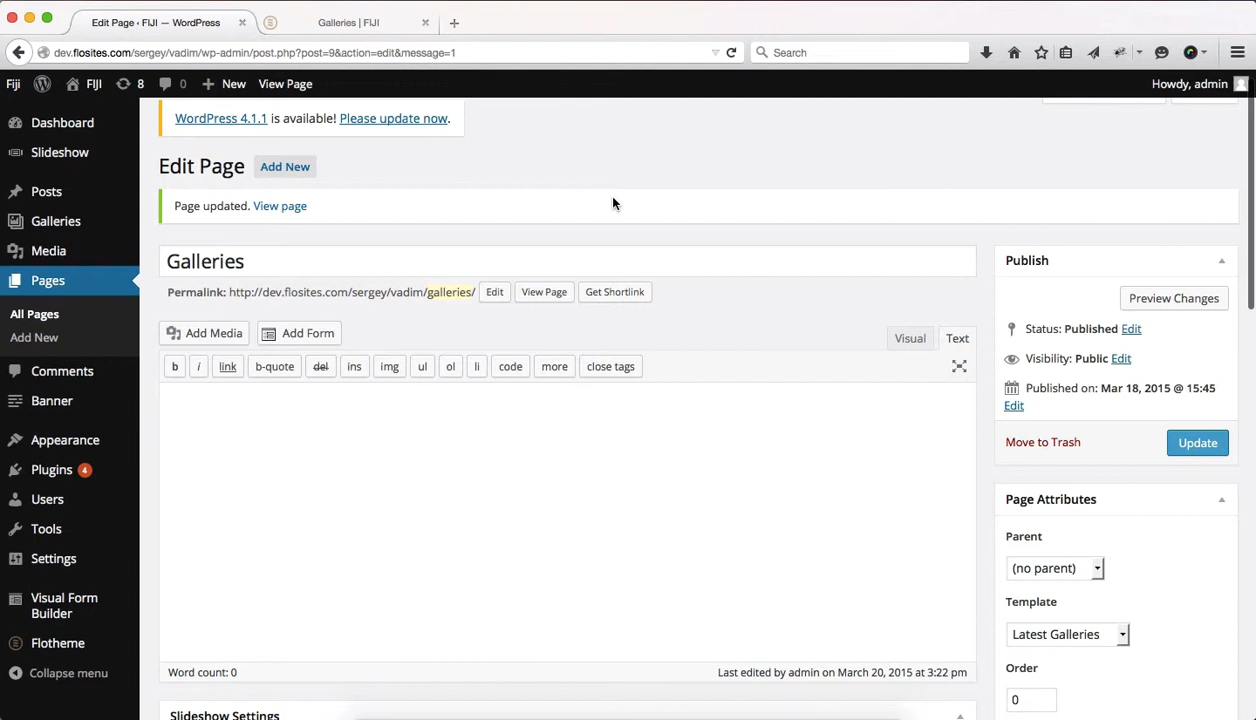 Edit Page ‹ FIJI — WordPress
Galleries | FIJI
dev.flosites.com/sergey/vadim/wp-admin/post.php?post=9&action=edit&message=1
Search
Fiji
FIJI
8
0
New
View Page
Howdy, admin
Dashboard
Slideshow
Posts
Galleries
Media
Pages
All Pages
Add New
Comments
Banner
Appearance
Plugins 4
Users
Tools
Settings
Visual Form
Builder
Flotheme
Collapse menu
WordPress 4.1.1 is available! Please update now.
Edit Page
Add New
Page updated. View page
Galleries
Permalink: http://dev.flosites.com/sergey/vadim/galleries/
Edit
View Page
Get Shortlink
Add Media
Add Form
Visual
Text
b
i
link
b-quote
del
ins
img
ul
ol
li
code
more
close tags
Word count: 0
Last edited by admin on March 20, 2015 at 3:22 pm
Slideshow Settings
Publish
Preview Changes
Status: Published Edit
Visibility: Public Edit
Published on: Mar 18, 2015 @ 15:45
Edit
Move to Trash
Update
Page Attributes
Parent
(no parent)
Template
Latest Galleries
Order
0